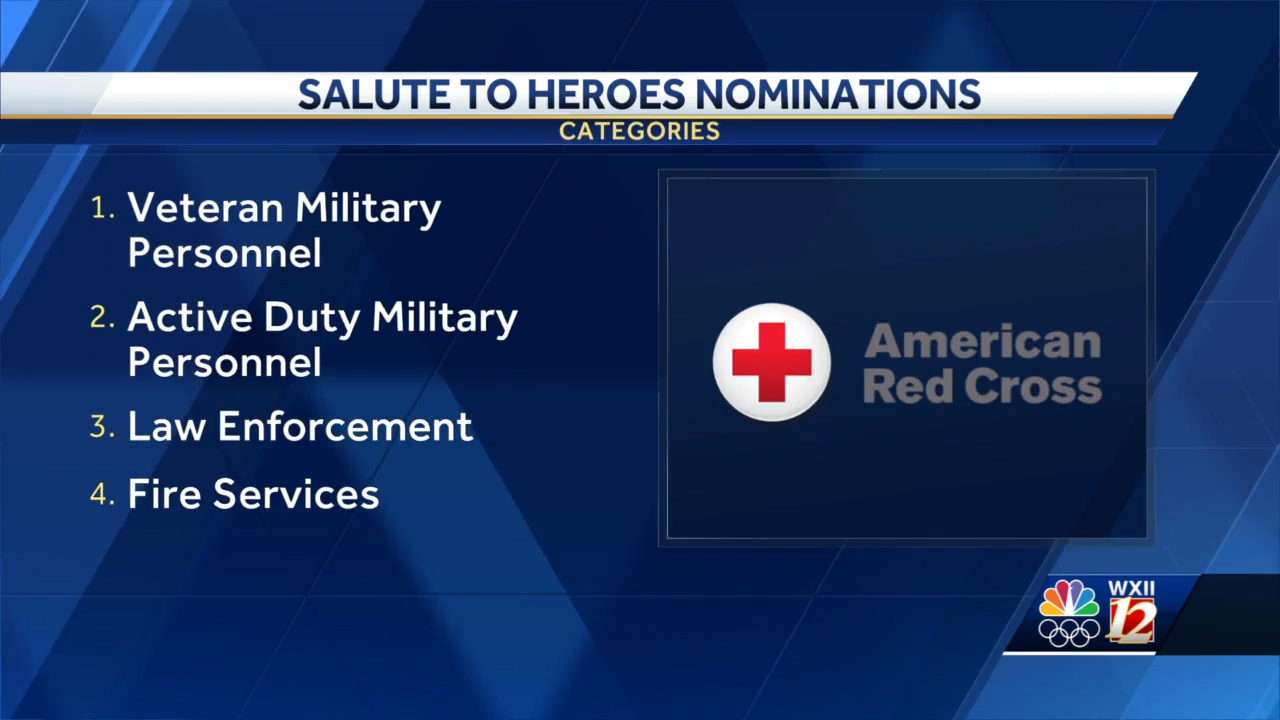 SALUTE TO HEROES NOMINATIONS
CATEGORIES
1. Veteran Military
Personnel
2. Active Duty Military
Personnel
3. Law Enforcement
4. Fire Services
American
Red Cross
WXII
12